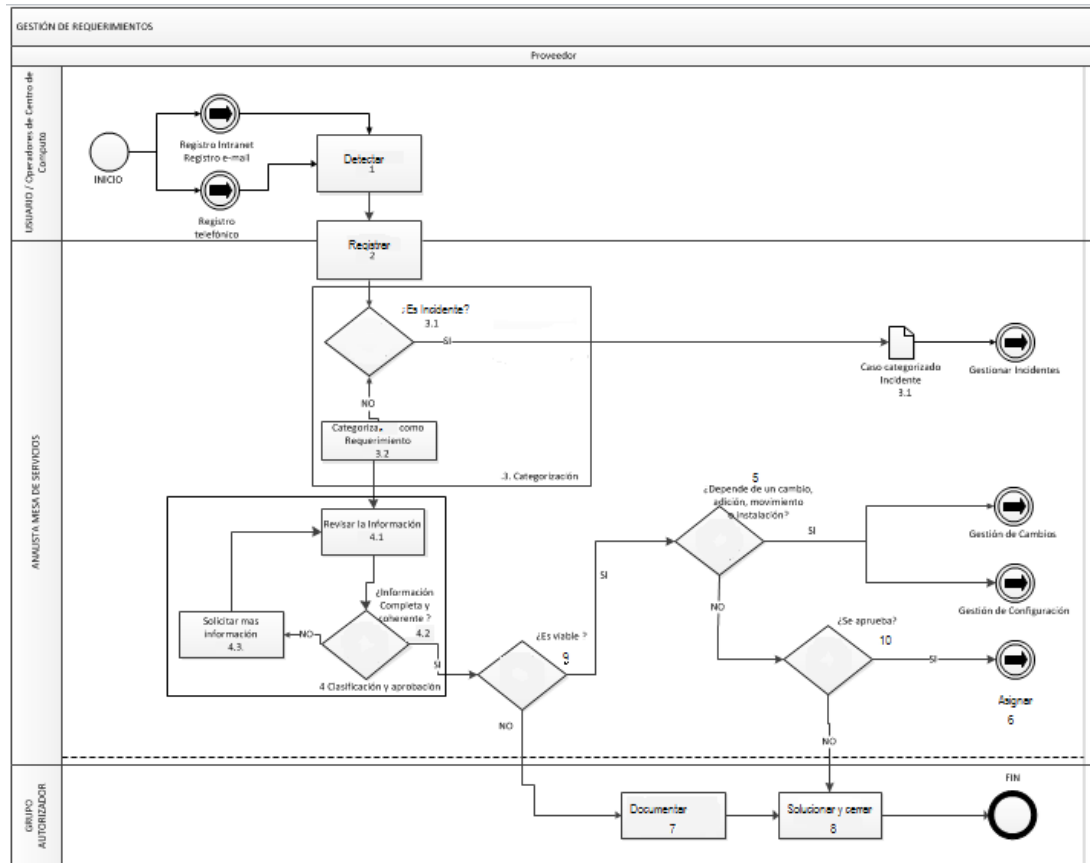 GESTIÓN DE REQUERIMIENTOS
Proveedor
USUARIO / Operadores de Centro de
Computo
INICIO
Registro Intranet
Registro e-mail
Registro
telefónico
Detectar
1
Registrar
2
ANALISTA MESA DE SERVICIOS
¿Es Incidente?
3.1
SI
Caso categorizado
Incidente
3.1
Gestionar Incidentes
NO
Categoriza. como
Requerimiento
3.2
.3. Categorización
Revisar la Información
4.1
¿Información
Completa y
coherente ?
4.2
Solicitar mas
información
4.3.
NO
SI
4 Clasificación y aprobación
¿Es viable ?
9
SI
NO
5
¿Depende de un cambio,
adición, movimiento
o instalación?
SI
Gestión de Cambios
Gestión de Configuración
NO
¿Se aprueba?
10
SI
Asignar
6
NO
GRUPO
AUTORIZADOR
Documentar
7
Solucionar y cerrar
8
FIN